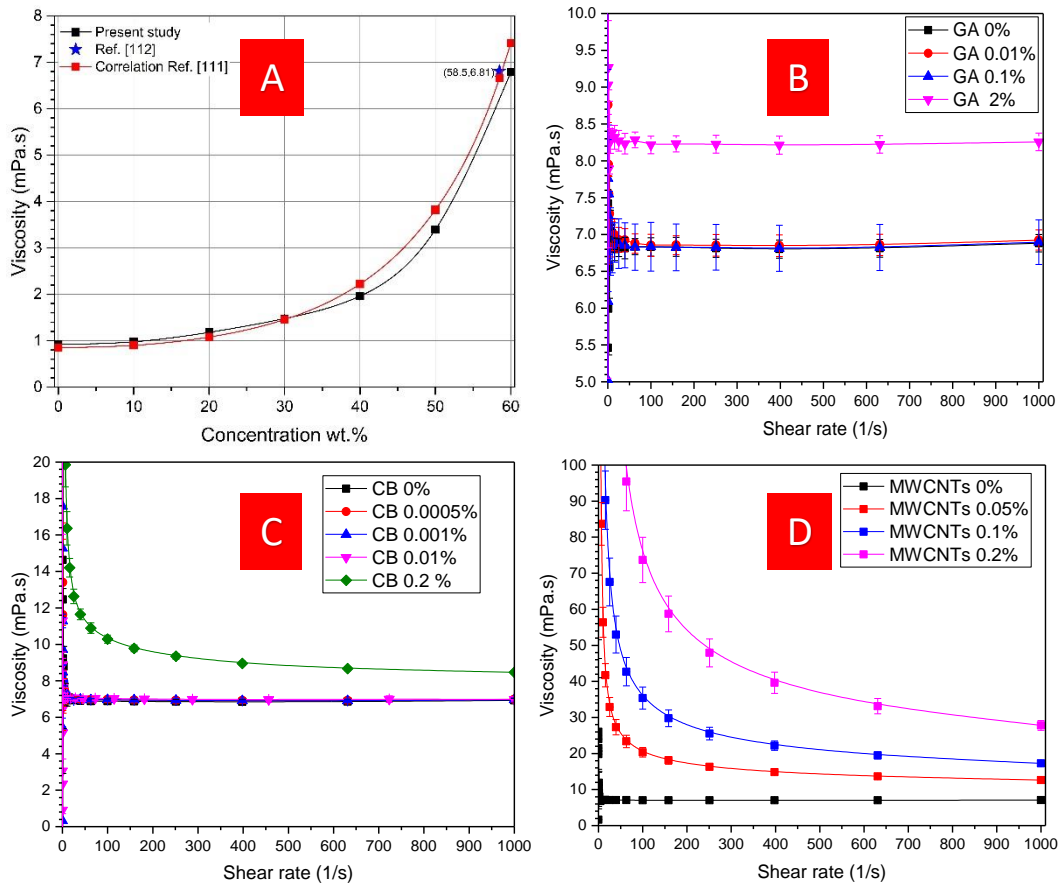 A
Present study
Ref. [112]
Correlation Ref. [111]
(58.5,6.81)
8
7
6
5
4
3
2
1
0
Viscosity (mPa.s)
0 10 20 30 40 50 60
Concentration wt.%
B
GA 0%
GA 0.01%
GA 0.1%
GA 2%
10.0
9.5
9.0
8.5
8.0
7.5
7.0
6.5
6.0
5.5
5.0
Viscosity (mPa.s)
0 100 200 300 400 500 600 700 800 900 1000
Shear rate (1/s)
C
CB 0%
CB 0.0005%
CB 0.001%
CB 0.01%
CB 0.2 %
20
18
16
14
12
10
8
6
4
2
0
Viscosity (mPa.s)
0 100 200 300 400 500 600 700 800 900 1000
Shear rate (1/s)
D
MWCNTs 0%
MWCNTs 0.05%
MWCNTs 0.1%
MWCNTs 0.2%
100
90
80
70
60
50
40
30
20
10
0
Viscosity (mPa.s)
0 100 200 300 400 500 600 700 800 900 1000
Shear rate (1/s)